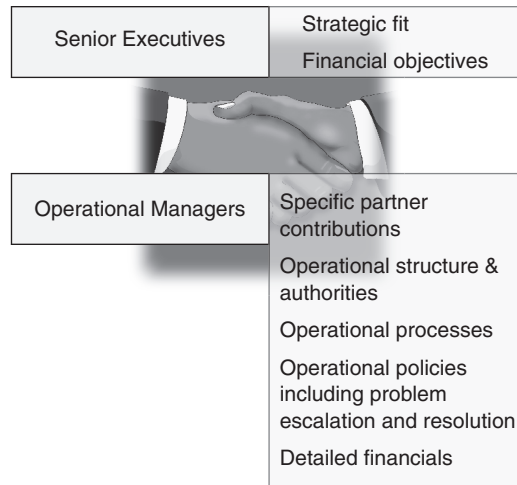 Senior Executives
Strategic fit
Financial objectives
Operational Managers
Specific partner
contributions
Operational structure &
authorities
Operational processes
Operational policies
including problem
escalation and resolution
Detailed financials